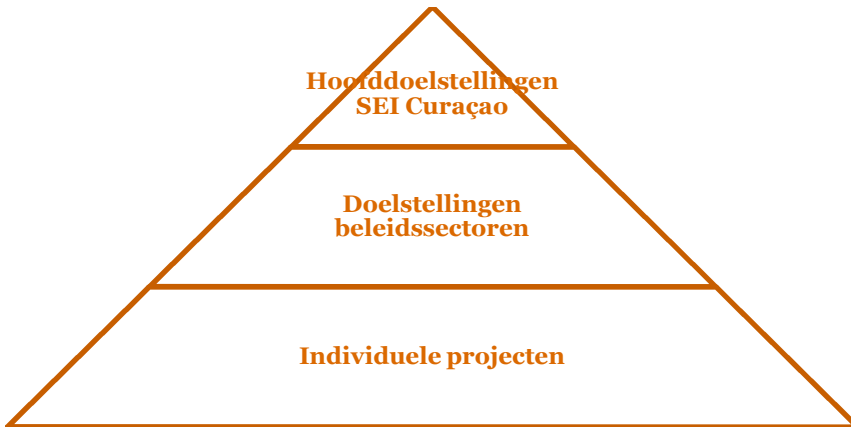 Hoofddoelstellingen
SEI Curaçao
Doelstellingen
beleidssectoren
Individuele projecten